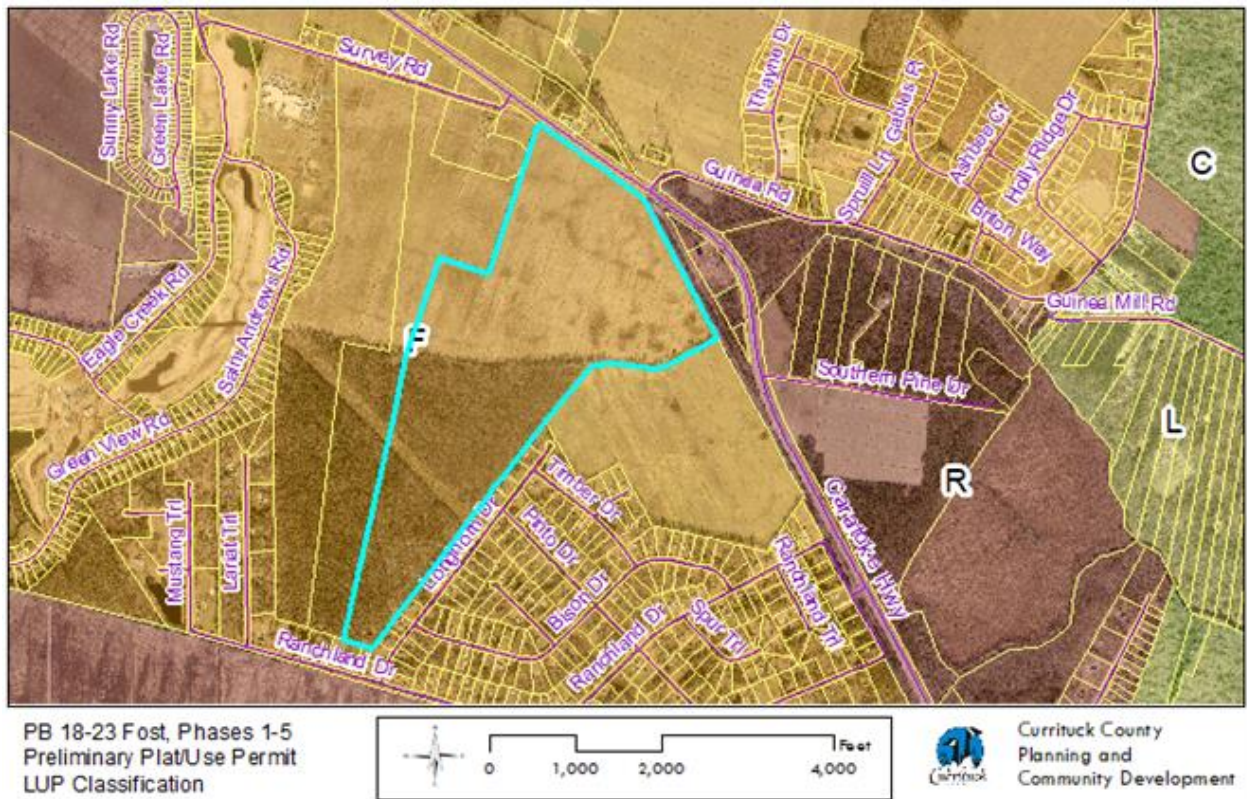 Sunny Lake Rd
Green Lake Rd
Survey Rd
Thayne Dr
Gables Pl
Ashbee Ct
Holly Ridge Dr
C
Guinea Rd
Spruill Ln
Briton Way
Eagle Creek Rd
Saint Andrews Rd
Guinea Mill Rd
F
Southern Pine Dr
L
Green View Rd
R
Mustang Trl
Lariat Trl
Longhorn Dr
Timber Dr
Pinto Dr
Bison Dr
Caratoke Hwy
Ranchland Trl
Ranchland Dr
Ranchland Dr
Spur Trl
PB 18-23 Fost, Phases 1-5
Preliminary Plat/Use Permit
LUP Classification
Feet
0 1,000 2,000 4,000
Currituck
Currituck County
Planning and
Community Development